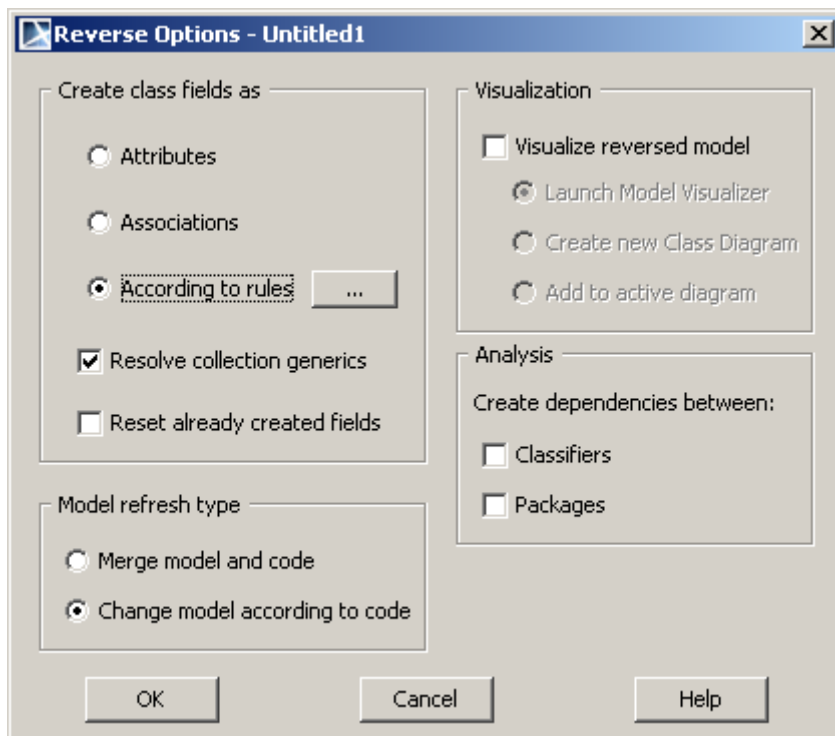 Reverse Options - Untitled1
Create class fields as
Attributes
Associations
According to rules ...
Resolve collection generics
Reset already created fields
Model refresh type
Merge model and code
Change model according to code
Visualization
Visualize reversed model
Launch Model Visualizer
Create new Class Diagram
Add to active diagram
Analysis
Create dependencies between:
Classifiers
Packages
OK Cancel Help